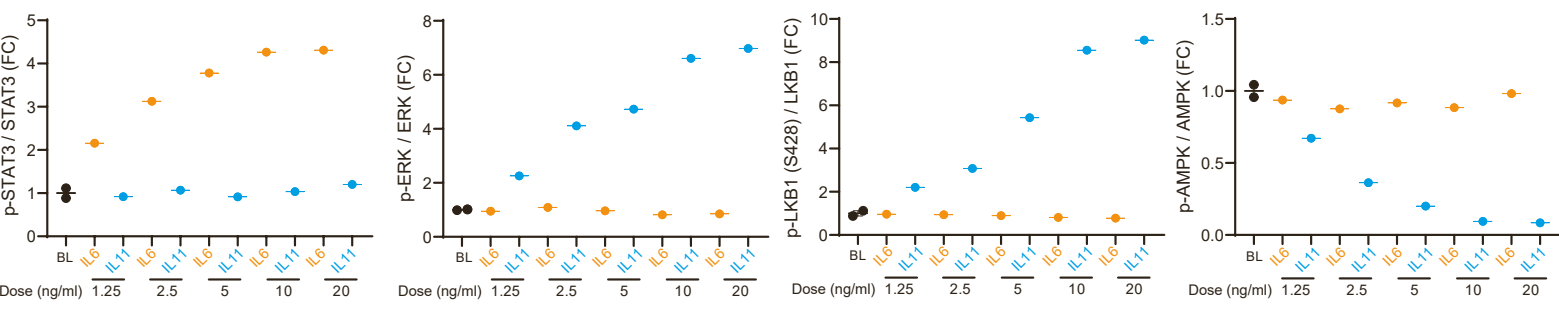 p-STAT3 / STAT3 (FC)
5
4
3
2
1
0
BL IL6 IL11 IL6 IL11 IL6 IL11 IL6 IL11 IL6 IL11
Dose (ng/ml) 1.25 2.5 5 10 20
p-ERK / ERK (FC)
8
6
4
2
0
BL IL6 IL11 IL6 IL11 IL6 IL11 IL6 IL11 IL6 IL11
Dose (ng/ml) 1.25 2.5 5 10 20
p-LKB1 (S428) / LKB1 (FC)
10
8
6
4
2
0
BL IL6 IL11 IL6 IL11 IL6 IL11 IL6 IL11 IL6 IL11
Dose (ng/ml) 1.25 2.5 5 10 20
p-AMPK / AMPK (FC)
1.5
1.0
0.5
0.0
BL IL6 IL11 IL6 IL11 IL6 IL11 IL6 IL11 IL6 IL11
Dose (ng/ml) 1.25 2.5 5 10 20